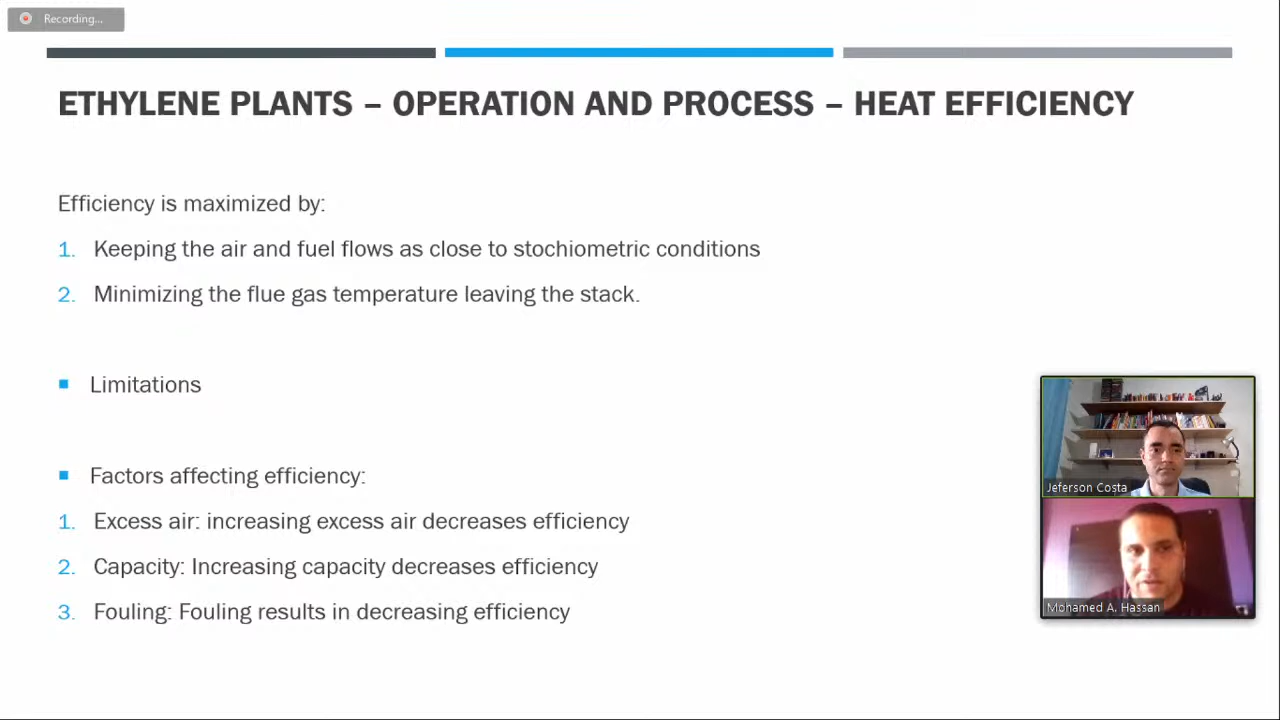 Recording...
ETHYLENE PLANTS – OPERATION AND PROCESS – HEAT EFFICIENCY
Efficiency is maximized by:
1. Keeping the air and fuel flows as close to stochiometric conditions
2. Minimizing the flue gas temperature leaving the stack.
■ Limitations
■ Factors affecting efficiency:
1. Excess air: increasing excess air decreases efficiency
2. Capacity: Increasing capacity decreases efficiency
3. Fouling: Fouling results in decreasing efficiency
Jeferson Costa
Mohamed A. Hassan